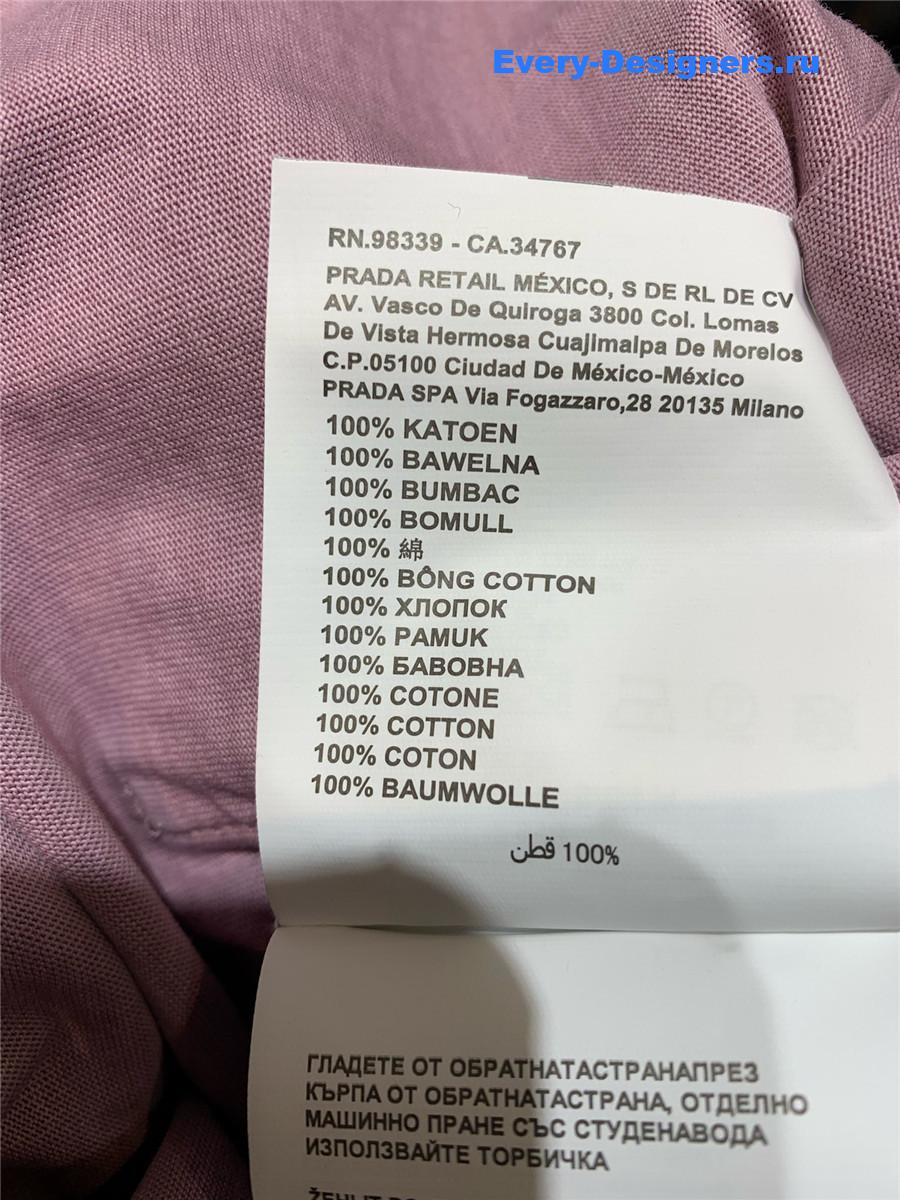 Every-Designers.ru
RN.98339 - CA.34767
PRADA RETAIL MÉXICO, S DE RL DE CV
AV. Vasco De Quiroga 3800 Col. Lomas
De Vista Hermosa Cuajimalpa De Morelos
C.P.05100 Ciudad De México-México
PRADA SPA Via Fogazzaro,28 20135 Milano
100% KATOEN
100% BAWELNA
100% BUMBAC
100% BOMULL
100% 綿
100% BÔNG COTTON
100% ХЛОПОК
100% PAMUK
100% БАВОВНА
100% COTONE
100% COTTON
100% COTON
100% BAUMWOLLE
100% قطن
ГЛАДЕТЕ ОТ ОБРАТНАТАСТРАНАПРЕЗ
КЪРПА ОТ ОБРАТНАТАСТРАНА, ОТДЕЛНО
МАШИННО ПРАНЕ СЪС СТУДЕНАВОДА
ИЗПОЛЗВАЙТЕ ТОРБИЧКА